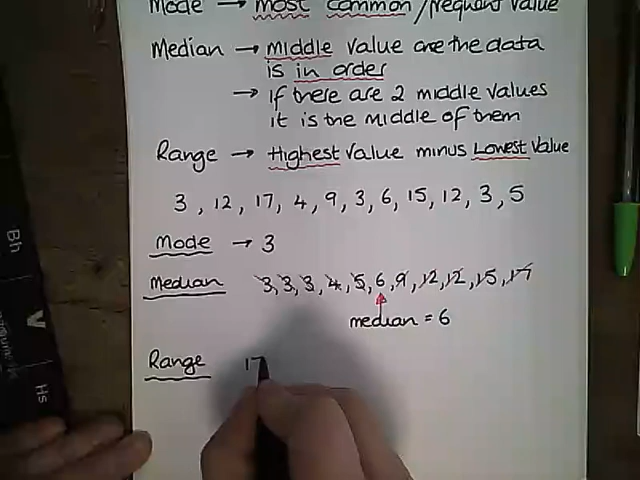 Mode → most common/frequent value
Median → middle value once the data
is in order
→ if there are 2 middle values
it is the middle of them
Range → Highest value minus Lowest value
3, 12, 17, 4, 9, 3, 6, 15, 12, 3, 5
Mode → 3
Median 3, 3, 3, 4, 5, 6, 9, 12, 12, 15, 17
median = 6
Range 17
Bh
V
Hs